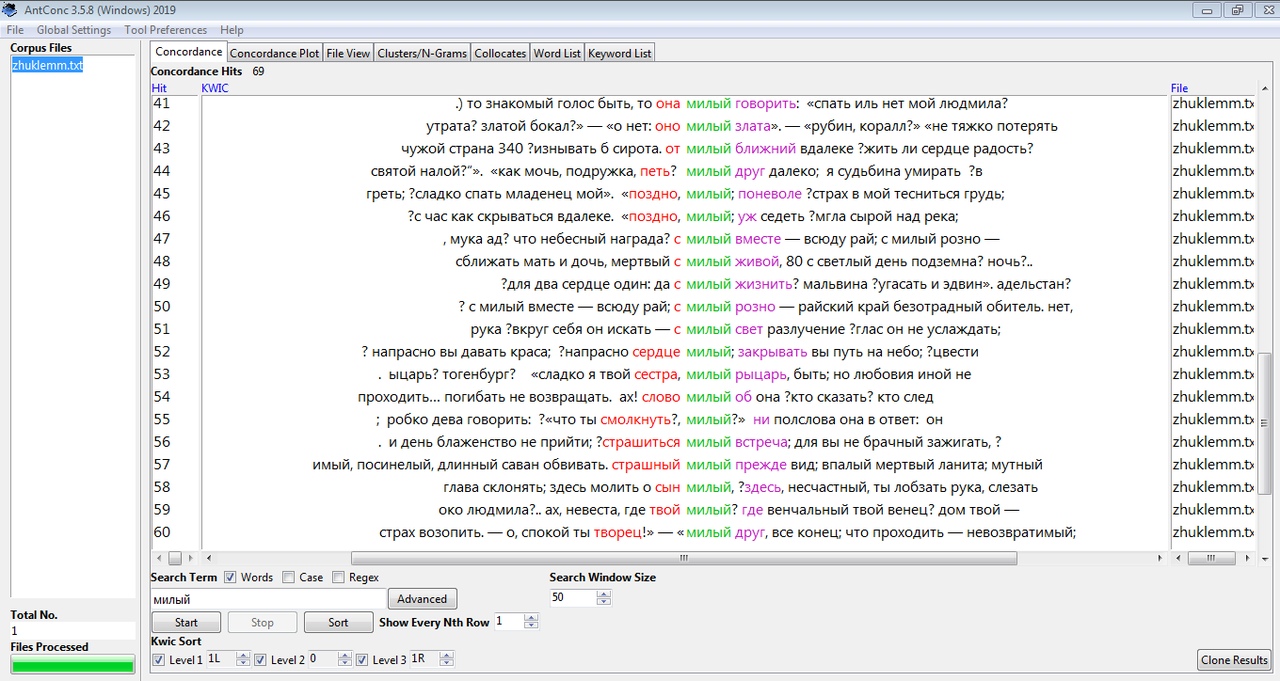 AntConc 3.5.8 (Windows) 2019
File Global Settings Tool Preferences Help
Corpus Files
zhuklemm.txt
Concordance Concordance Plot File View Clusters/N-Grams Collocates Word List Keyword List
Concordance Hits 69
Hit KWIC File
41 .) то знакомый голос быть, то она милый говорить: «спать иль нет мой людмила? zhuklemm.tx
42 утрата? златой бокал?» — «о нет: оно милый злата». — «рубин, коралл?» «не тяжко потерять zhuklemm.tx
43 чужой страна 340 ?изнывать б сирота. от милый ближний вдалеке ?жить ли сердце радость? zhuklemm.tx
44 святой налой?“». «как мочь, подружка, петь? милый друг далеко; я судьбина умирать ?в zhuklemm.tx
45 греть; ?сладко спать младенец мой». «поздно, милый; поневоле ?страх в мой тесниться грудь; zhuklemm.tx
46 ?с час как скрываться вдалеке. «поздно, милый; уж седеть ?мгла сырой над река; zhuklemm.tx
47 , мука ад? что небесный награда? с милый вместе — всюду рай; с милый розно — zhuklemm.tx
48 сближать мать и дочь, мертвый с милый живой, 80 с светлый день подземна? ночь?.. zhuklemm.tx
49 ?для два сердце один: да с милый жизнить? мальвина ?угасать и эдвин». адельстан? zhuklemm.tx
50 ? с милый вместе — всюду рай; с милый розно — райский край безотрадный обитель. нет, zhuklemm.tx
51 рука ?вкруг себя он искать — с милый свет разлучение ?глас он не услаждать; zhuklemm.tx
52 ? напрасно вы давать краса; ?напрасно сердце милый; закрывать вы путь на небо; ?цвести zhuklemm.tx
53 . ыцарь? тогенбург? «сладко я твой сестра, милый рыцарь, быть; но любовия иной не zhuklemm.tx
54 проходить... погибать не возвращать. ах! слово милый об она ?кто сказать? кто след zhuklemm.tx
55 ; робко дева говорить: ?«что ты смолкнуть?, милый?» ни полслова она в ответ: он zhuklemm.tx
56 . и день блаженство не прийти; ?страшиться милый встреча; для вы не брачный зажигать, ? zhuklemm.tx
57 имый, посинелый, длинный саван обвивать. страшный милый прежде вид; впалый мертвый ланита; мутный zhuklemm.tx
58 глава склонять; здесь молить о сын милый, ?здесь, несчастный, ты лобзать рука, слезать zhuklemm.tx
59 око людмила?.. ах, невеста, где твой милый? где венчальный твой венец? дом твой — zhuklemm.tx
60 страх возопить. — о, спокой ты творец!» — «милый друг, все конец; что проходить — невозвратимый; zhuklemm.tx
Search Term Words Case Regex Search Window Size
милый Advanced 50
Start Stop Sort Show Every Nth Row 1
Total No.
1
Files Processed
Kwic Sort
Level 1 1L Level 2 0 Level 3 1R Clone Results